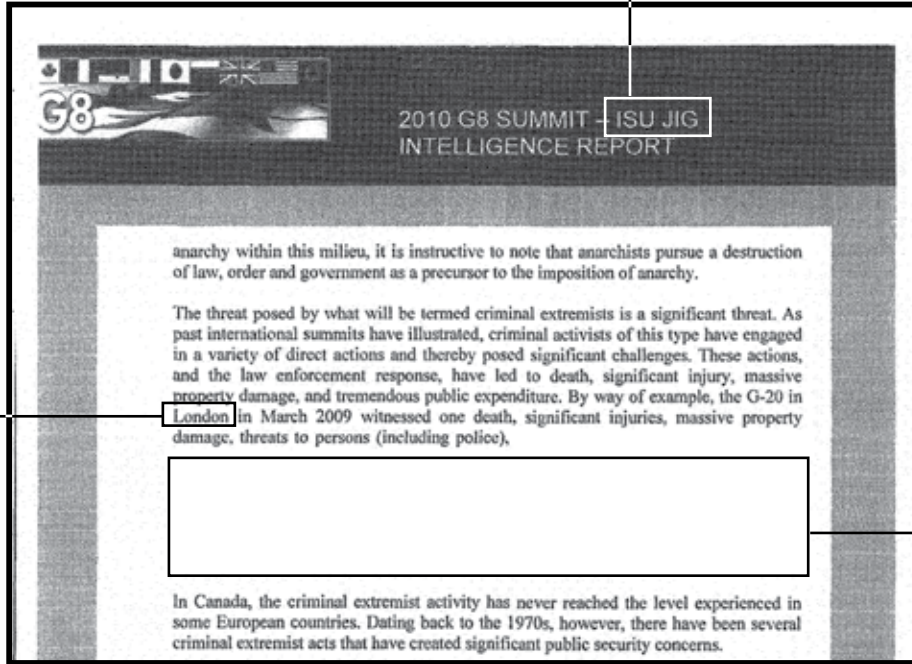 G8
2010 G8 SUMMIT – ISU JIG
INTELLIGENCE REPORT
anarchy within this milieu, it is instructive to note that anarchists pursue a destruction
of law, order and government as a precursor to the imposition of anarchy.
The threat posed by what will be termed criminal extremists is a significant threat. As
past international summits have illustrated, criminal activists of this type have engaged
in a variety of direct actions and thereby posed significant challenges. These actions,
and the law enforcement response, have led to death, significant injury, massive
property damage, and tremendous public expenditure. By way of example, the G-20 in
London in March 2009 witnessed one death, significant injuries, massive property
damage, threats to persons (including police),
In Canada, the criminal extremist activity has never reached the level experienced in
some European countries. Dating back to the 1970s, however, there have been several
criminal extremist acts that have created significant public security concerns.